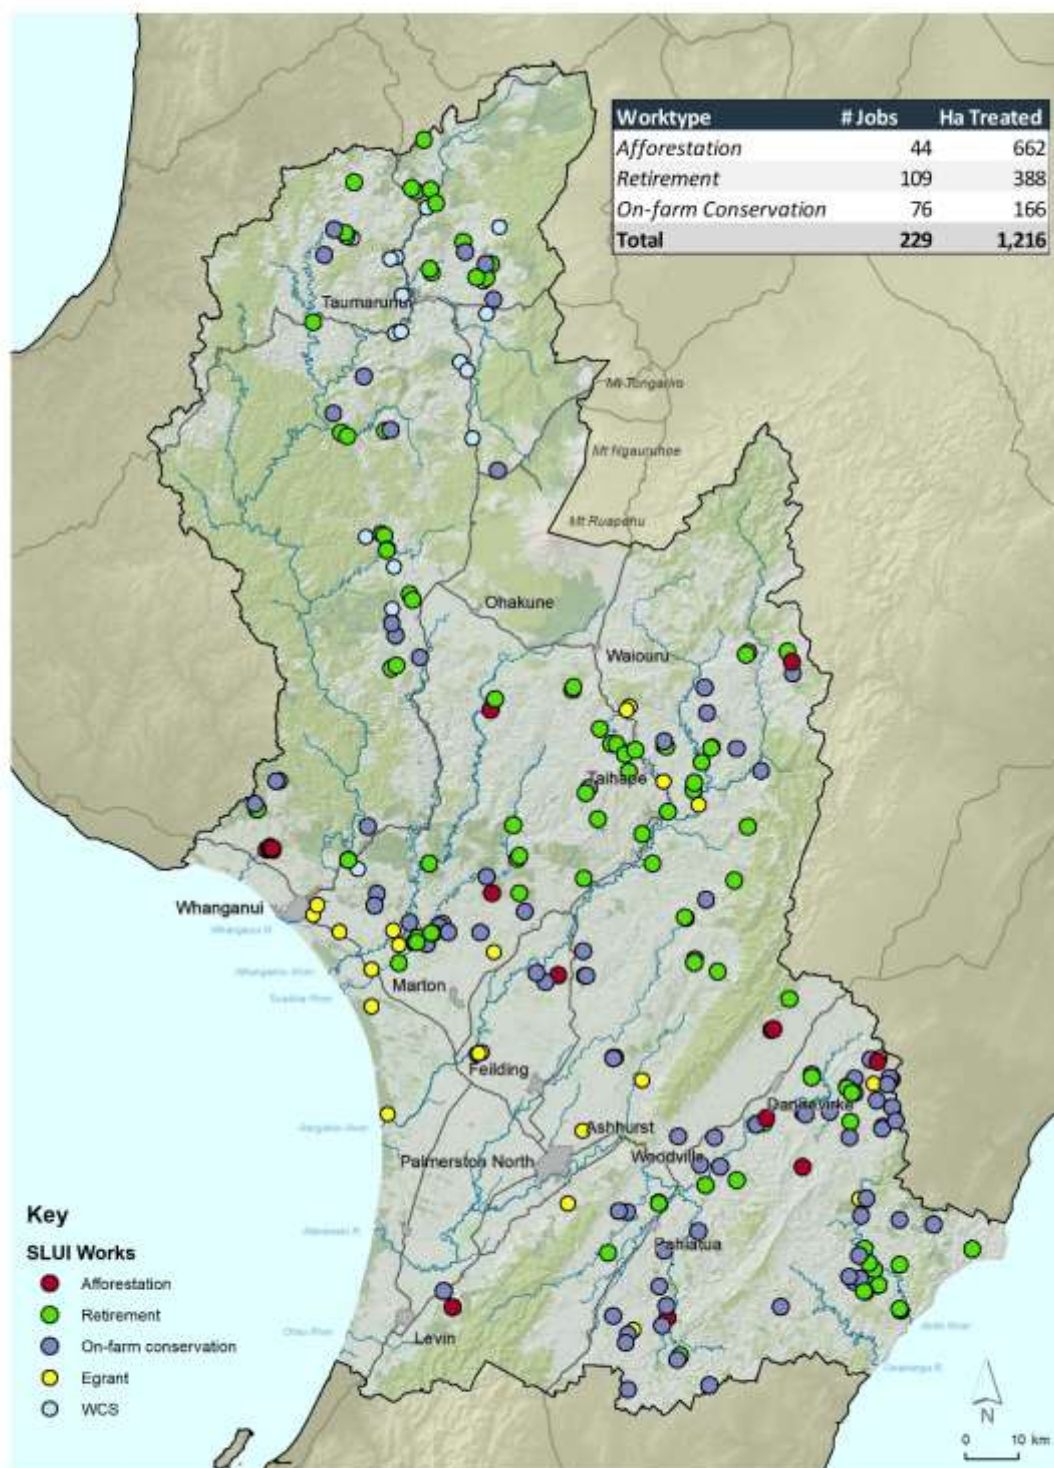 Worktype # Jobs Ha Treated
Afforestation 44 662
Retirement 109 388
On-farm Conservation 76 166
Total 229 1,216
Taumarunui
Mt Tongariro
Mt Ngauruhoe
Mt Ruapehu
Ohakune
Waiouru
Taihape
Whanganui
Whanganui R
Marton
Feilding
Dannevirke
Ashhurst
Woodville
Palmerston North
Pahiatua
Levin
Key
SLUI Works
Afforestation
Retirement
On-farm conservation
Egrant
WCS
N
0 10 km